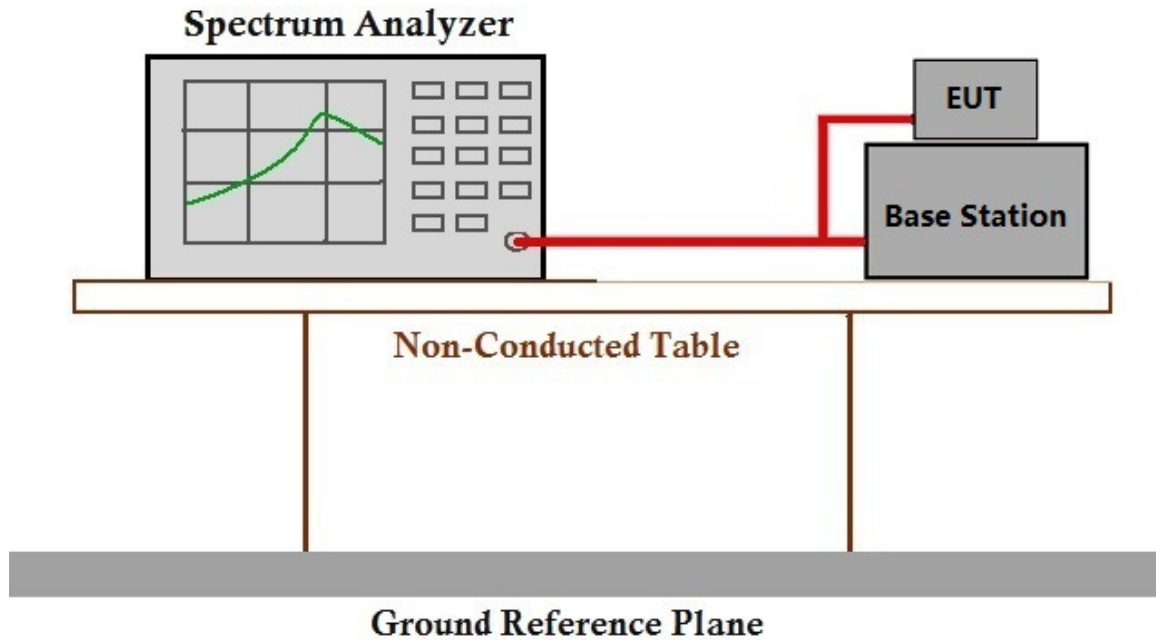 Spectrum Analyzer
EUT
Base Station
Non-Conducted Table
Ground Reference Plane